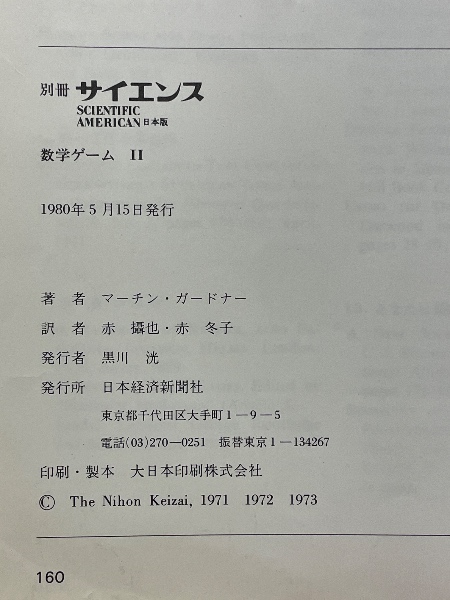 別冊 サイエンス
SCIENTIFIC
AMERICAN 日本版
数学ゲーム II
1980年5月15日発行
著 者 マーチン・ガードナー
訳 者 赤 攝也・赤 冬子
発行者 黒川 洸
発行所 日本経済新聞社
東京都千代田区大手町1－9－5
電話(03)270—0251 振替東京1－134267
印刷・製本 大日本印刷株式会社
© The Nihon Keizai, 1971 1972 1973
160